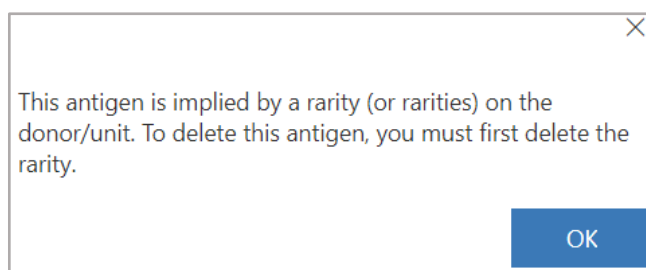 This antigen is implied by a rarity (or rarities) on the
donor/unit. To delete this antigen, you must first delete the
rarity.
OK